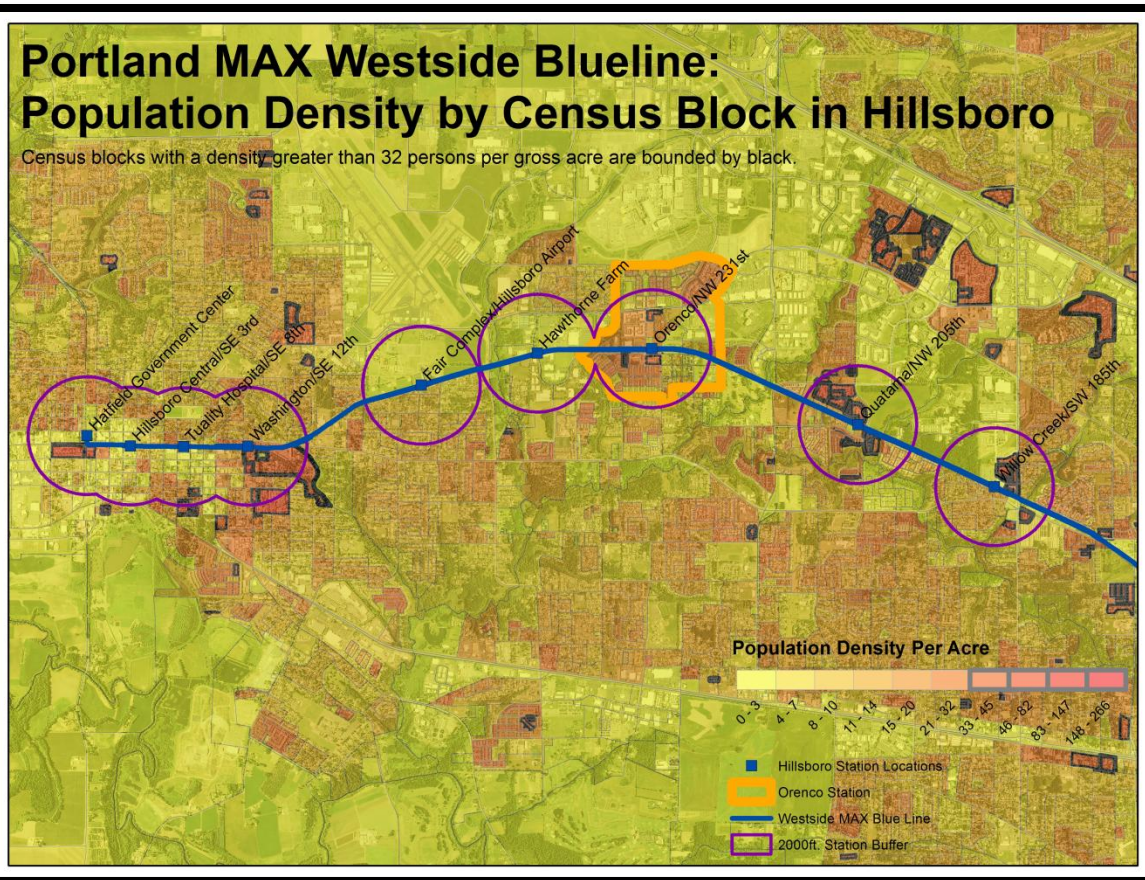 Portland MAX Westside Blueline:
Population Density by Census Block in Hillsboro
Census blocks with a density greater than 32 persons per gross acre are bounded by black.
Hatfield Government Center
Hillsboro Central/SE 3rd
Tuality Hospital/SE 8th
Washington/SE 12th
Fair Complex/Hillsboro Airport
Hawthorne Farm
Orenco/NW 231st
Quatama/NW 205th
Willow Creek/SW 185th
Population Density Per Acre
0 - 3
4 - 7
8 - 10
11 - 14
15 - 20
21 - 32
33 - 45
46 - 82
83 - 147
148 - 266
Hillsboro Station Locations
Orenco Station
Westside MAX Blue Line
2000ft. Station Buffer